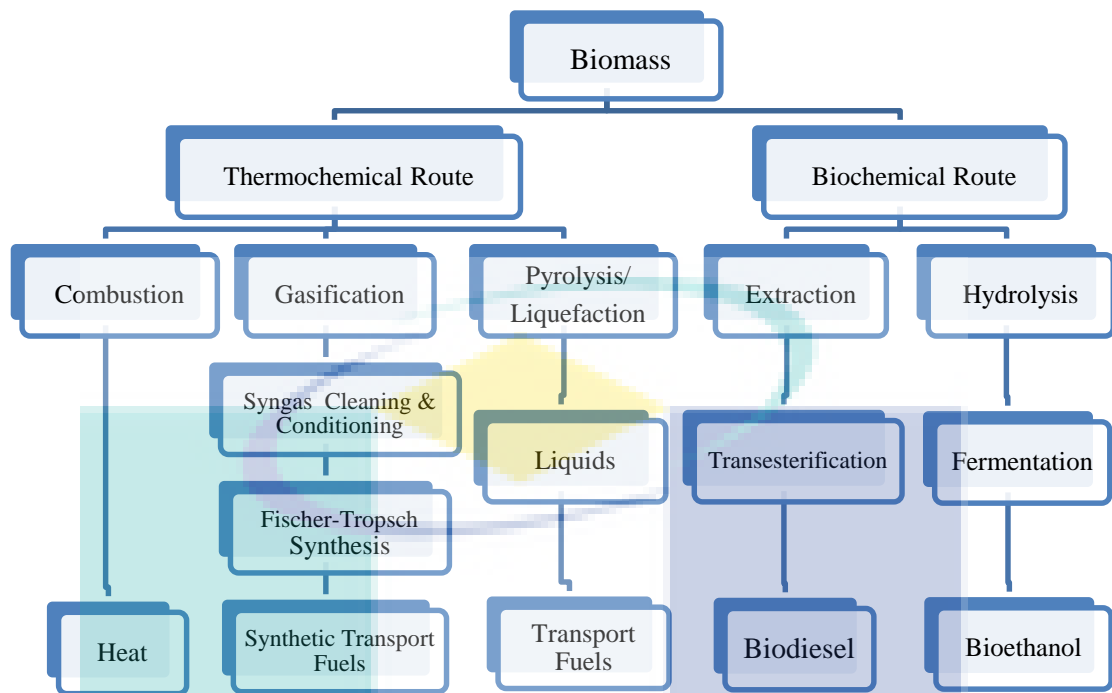 Biomass
Thermochemical Route
Biochemical Route
Combustion
Gasification
Pyrolysis/
Liquefaction
Extraction
Hydrolysis
Syngas Cleaning &
Conditioning
Liquids
Transesterification
Fermentation
Fischer-Tropsch
Synthesis
Heat
Synthetic Transport
Fuels
Transport
Fuels
Biodiesel
Bioethanol